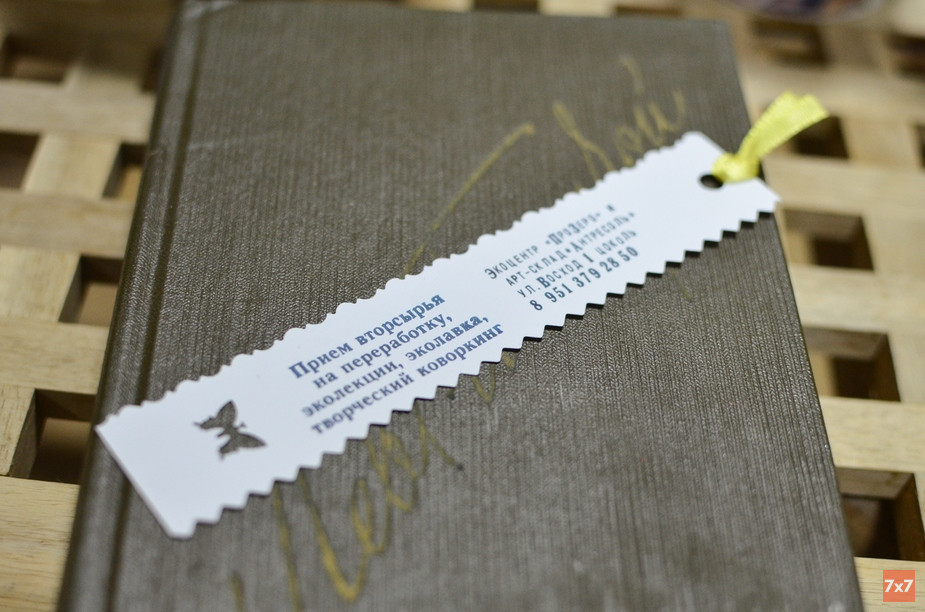 Прием вторсырья
на переработку,
эколекции, эколавка,
творческий коворкинг
Экоцентр «ПроЗеро» и
арт-склад «Антресоль»
ул. Восход 1 цоколь
8 951 379 28 50
7x7